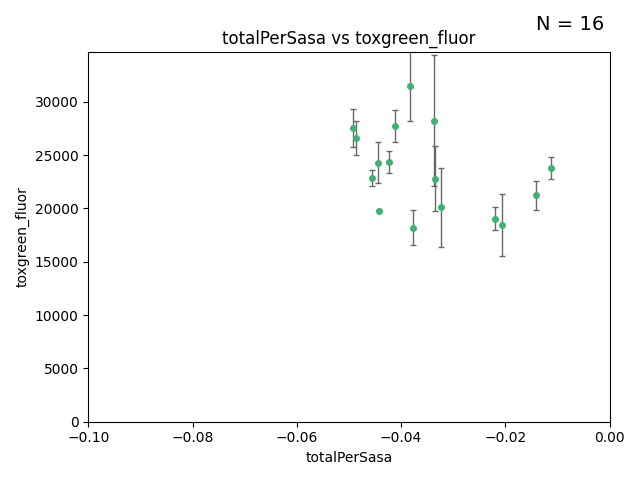 N = 16
totalPerSasa vs toxgreen_fluor
30000
25000
20000
15000
10000
5000
0
toxgreen_fluor
−0.10 −0.08 −0.06 −0.04 −0.02 0.00
totalPerSasa